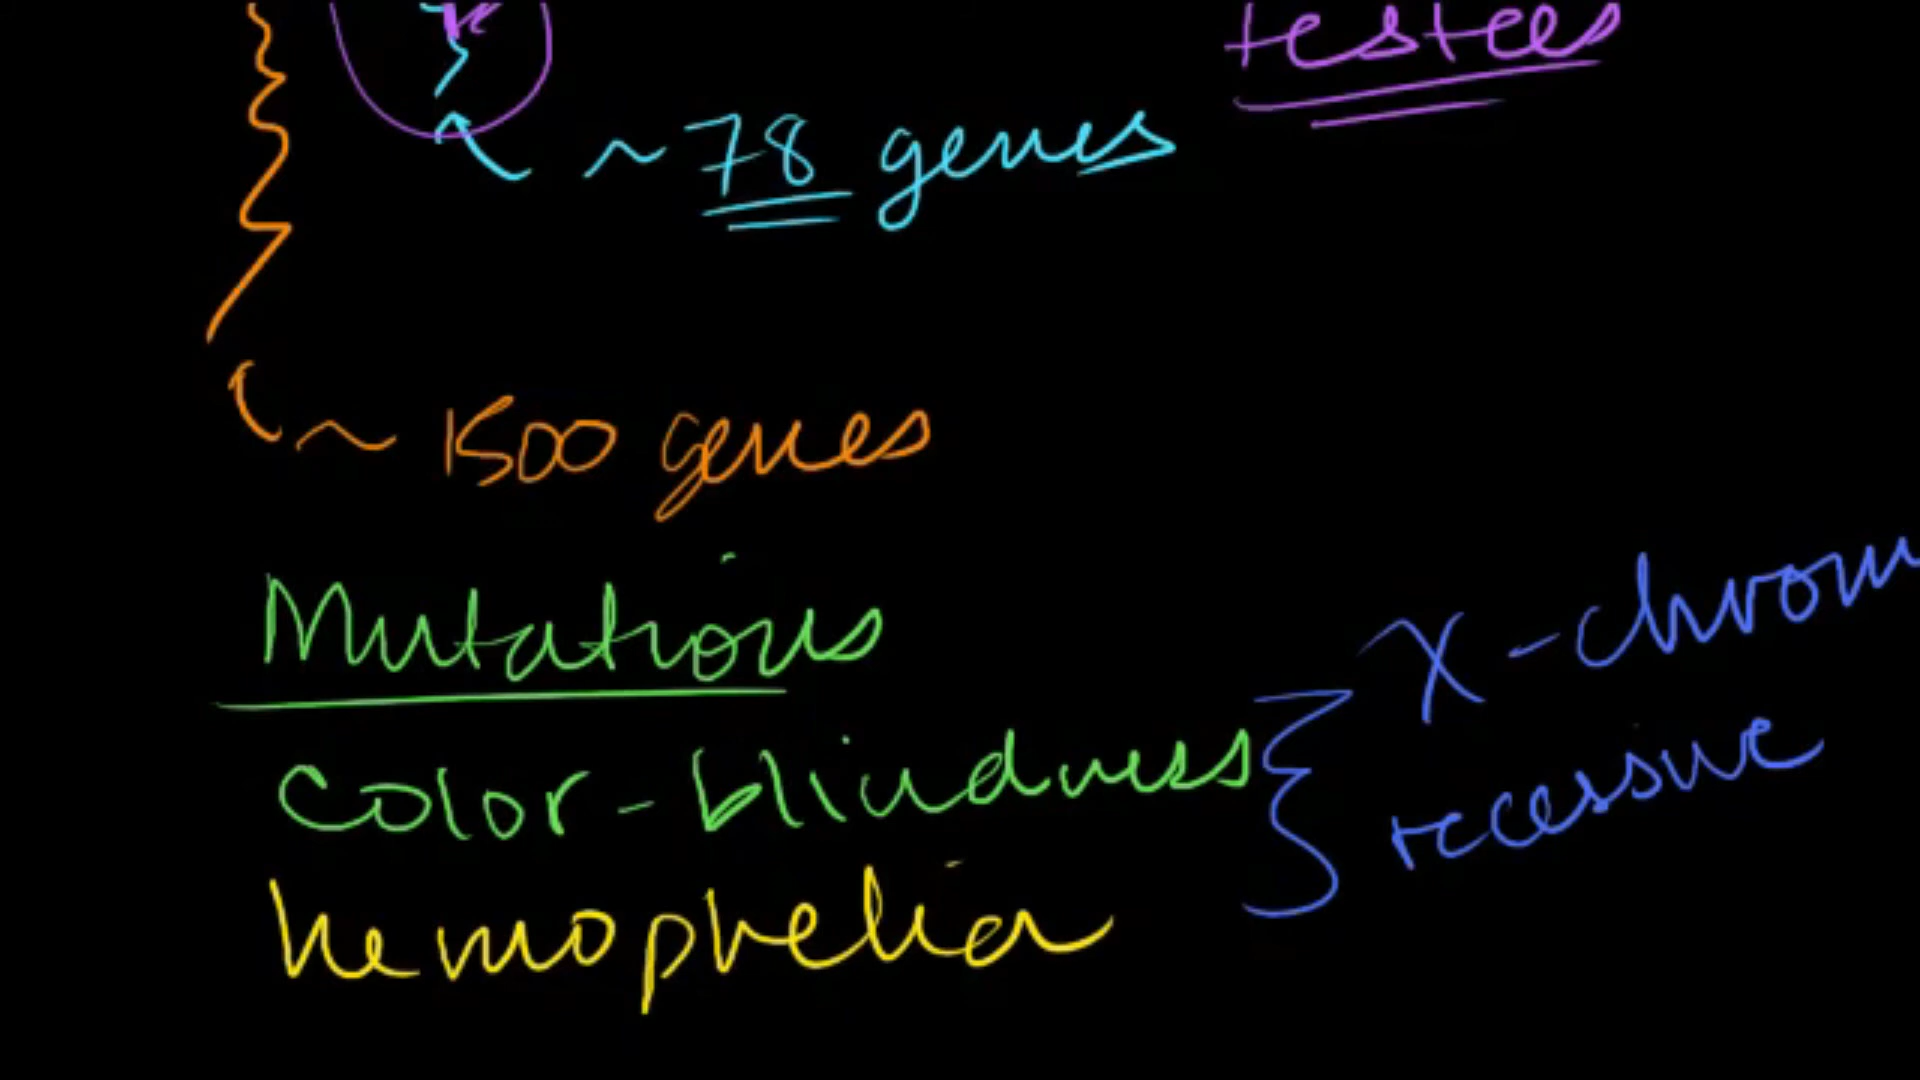 testes
~78 genes
~ 1500 genes
Mutations
X-chrom
color-blindness
recessive
hemophelia